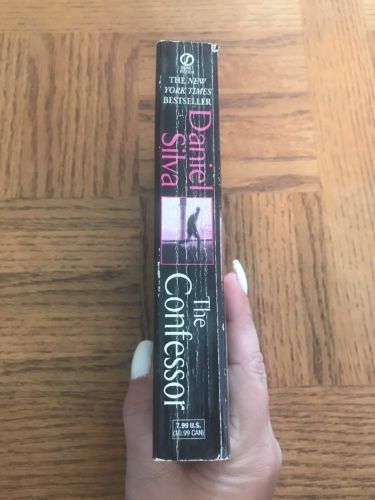 THE NEW
YORK TIMES
BESTSELLER
Daniel
Silva
The
Confessor
7.99 U.S.
(10.99 CAN)